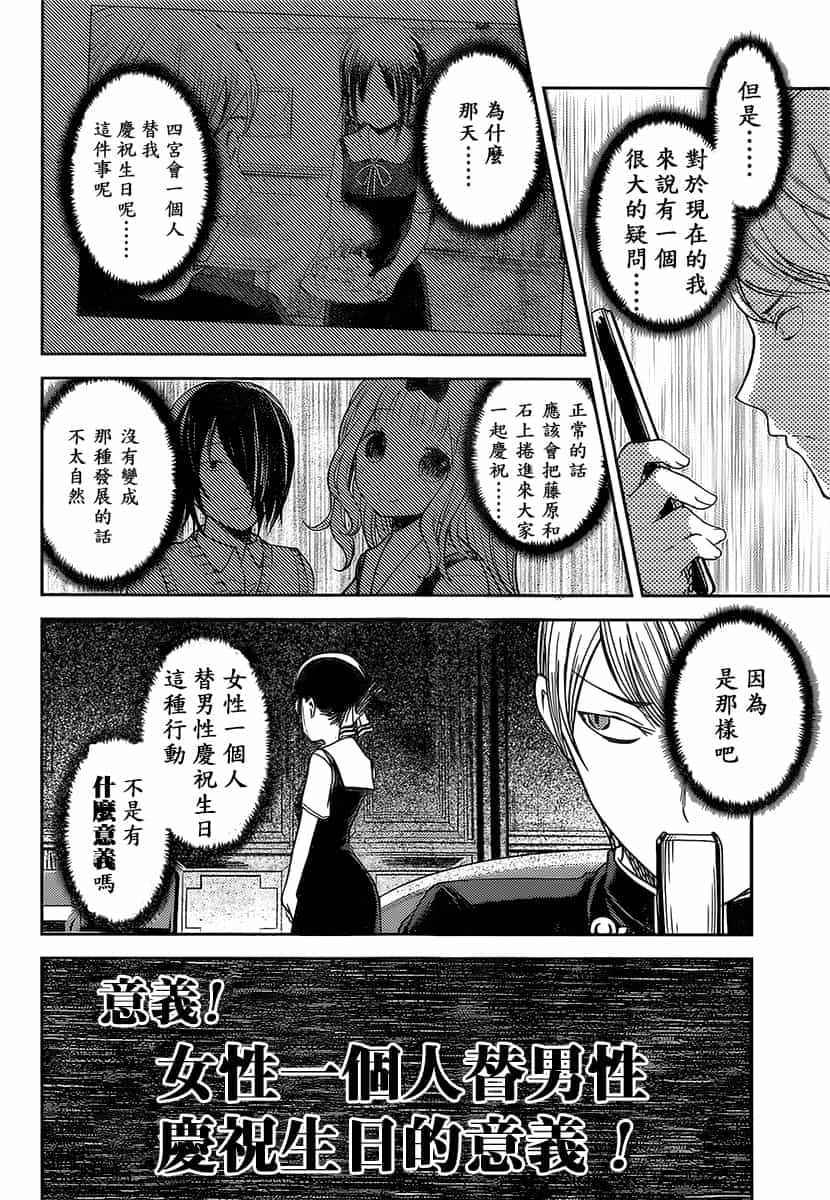 但是……
對於現在的我
來說有一個
很大的疑問……
為什麼
那天……
四宮會一個人
替我
慶祝生日呢……
這件事呢
正常的話
應該會把藤原和
石上捲進來大家
一起慶祝……
沒有變成
那種發展的話
不太自然
因為
是那樣吧
女性一個人
替男性慶祝生日
這種行動
不是有
什麼意義嗎
意義!
女性一個人替男性
慶祝生日的意義!